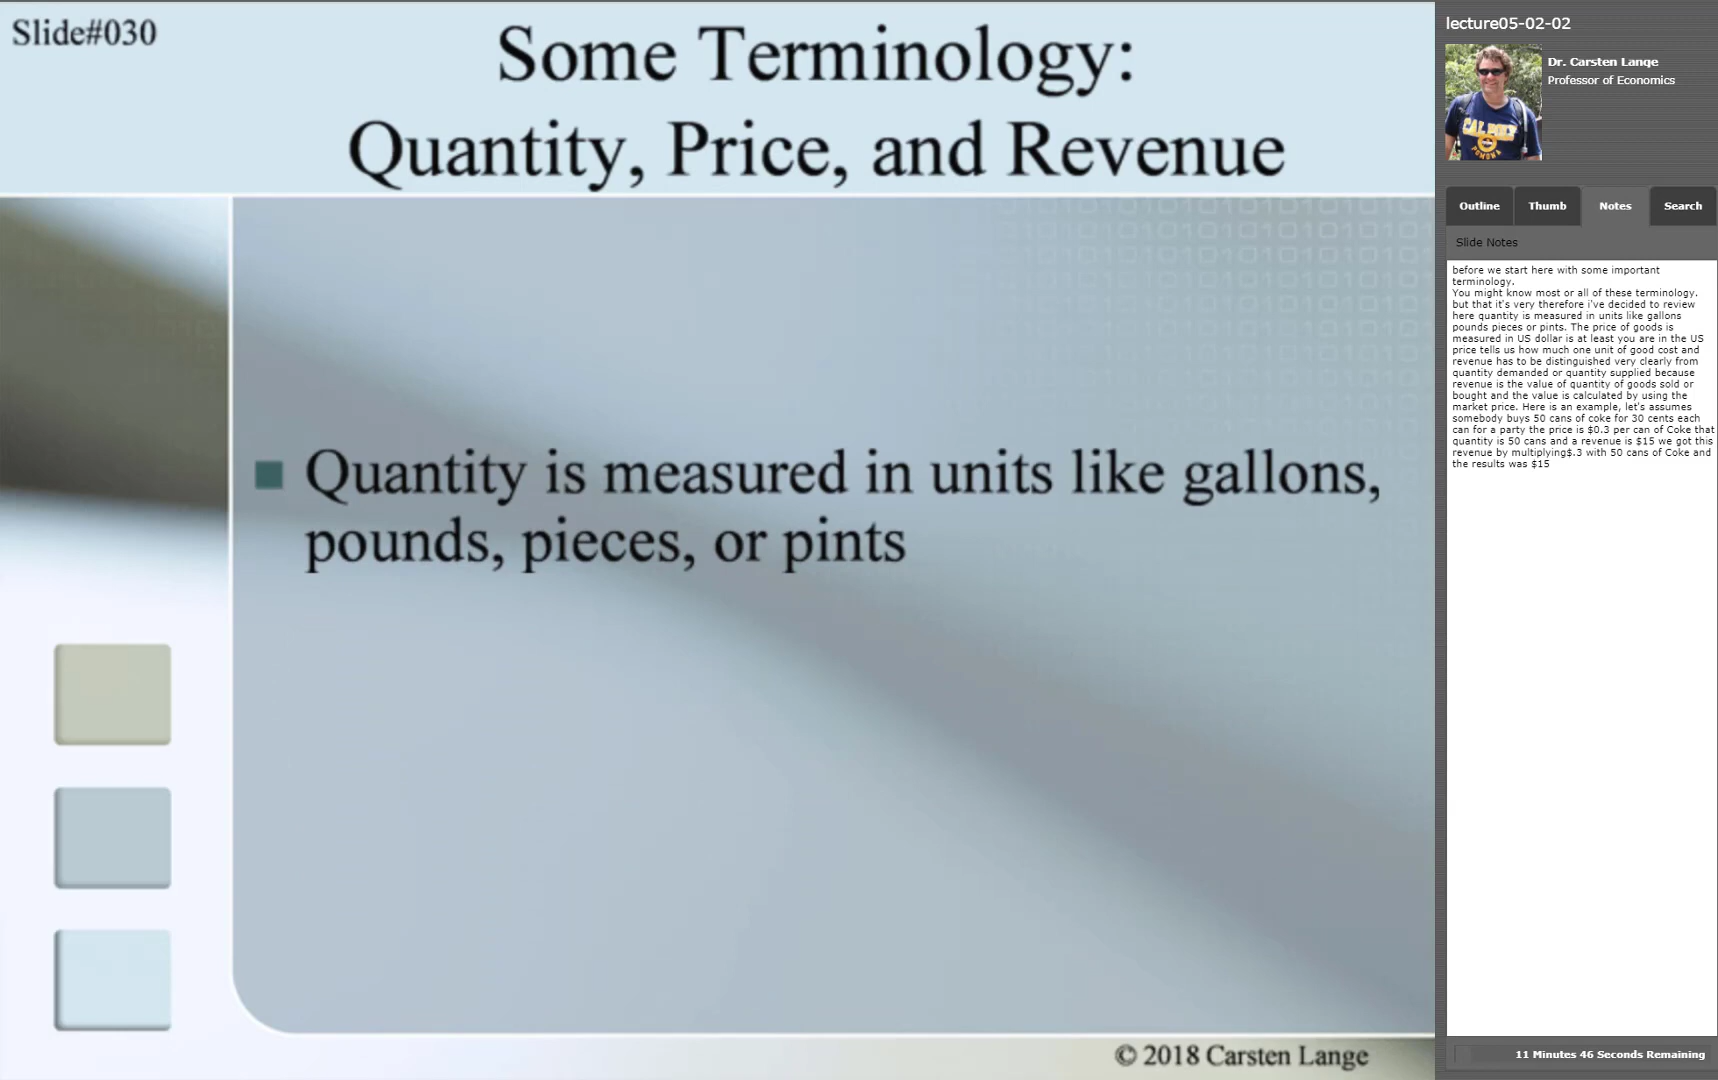 Slide#030
Some Terminology:
Quantity, Price, and Revenue
Quantity is measured in units like gallons,
pounds, pieces, or pints
© 2018 Carsten Lange
lecture05-02-02
Dr. Carsten Lange
Professor of Economics
CAL POLY
POMONA
Outline
Thumb
Notes
Search
Slide Notes
before we start here with some important
terminology.
You might know most or all of these terminology.
but that it's very therefore i've decided to review
here quantity is measured in units like gallons
pounds pieces or pints. The price of goods is
measured in US dollar is at least you are in the US
price tells us how much one unit of good cost and
revenue has to be distinguished very clearly from
quantity demanded or quantity supplied because
revenue is the value of quantity of goods sold or
bought and the value is calculated by using the
market price. Here is an example, let's assumes
somebody buys 50 cans of coke for 30 cents each
can for a party the price is $0.3 per can of Coke that
quantity is 50 cans and a revenue is $15 we got this
revenue by multiplying$.3 with 50 cans of Coke and
the results was $15
11 Minutes 46 Seconds Remaining